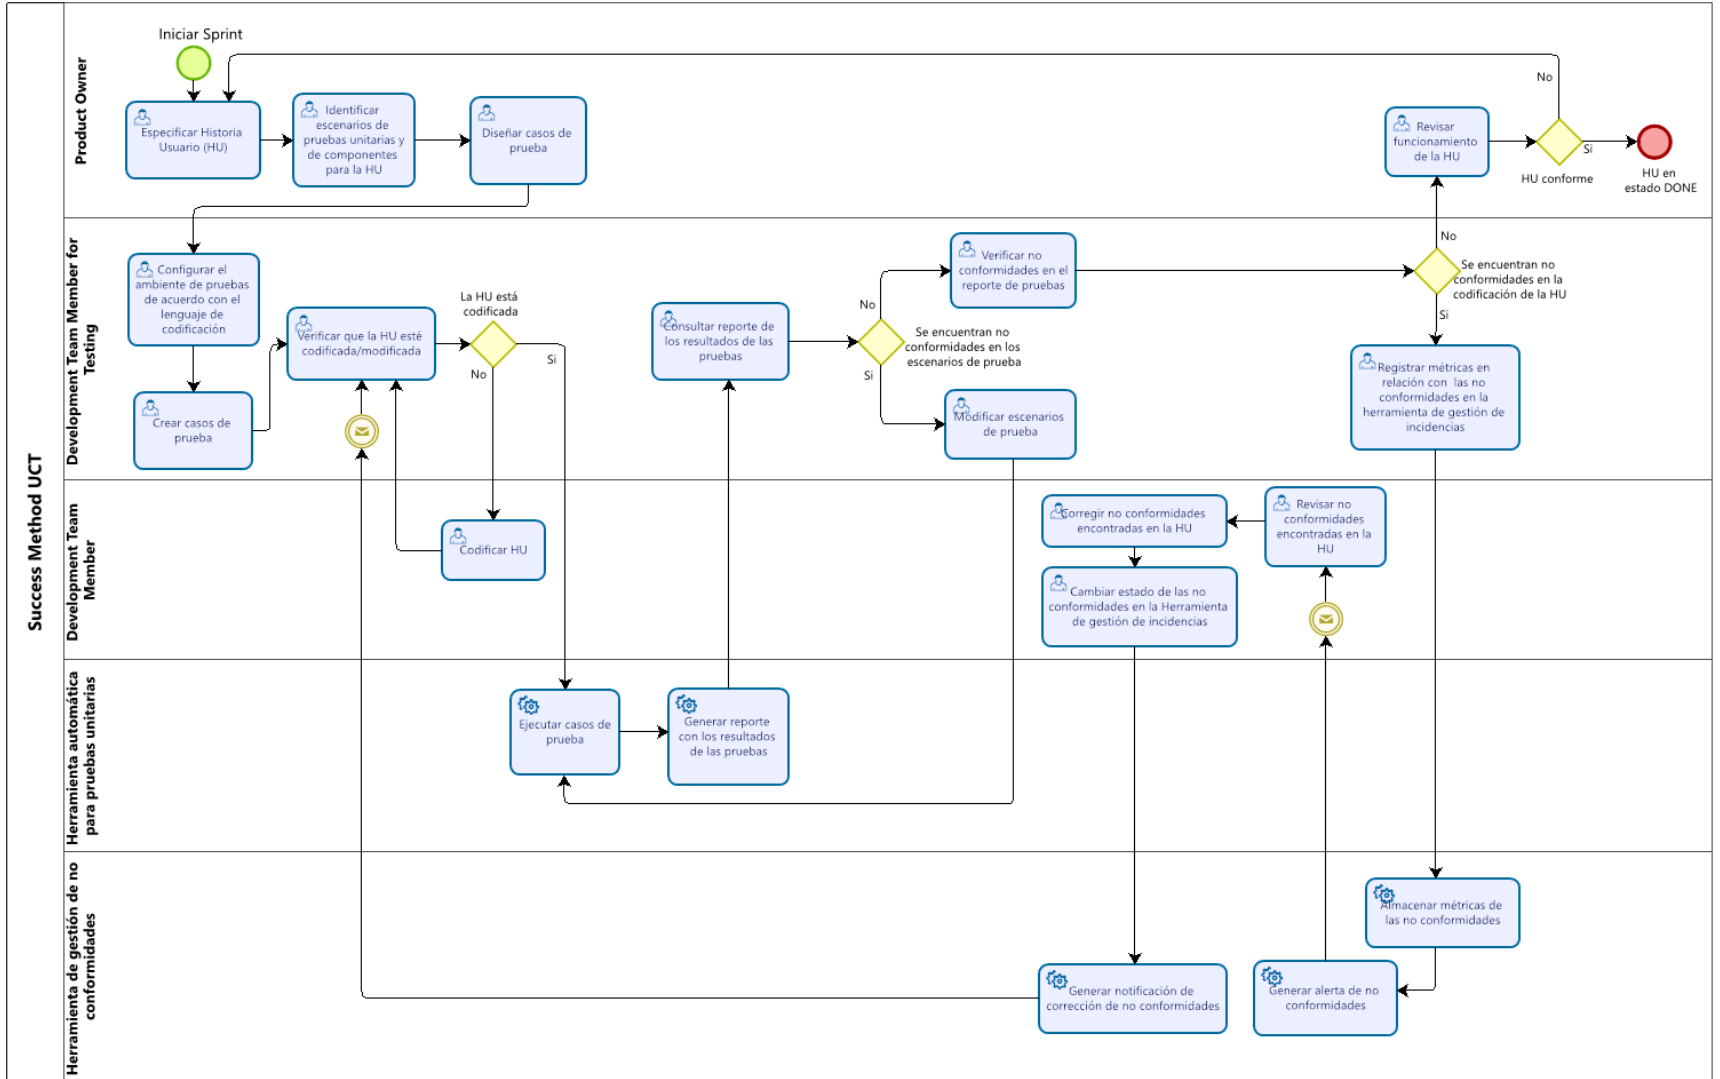 Success Method UCT
Product Owner
Iniciar Sprint
Especificar Historia
Usuario (HU)
Identificar
escenarios de
pruebas unitarias y
de componentes
para la HU
Diseñar casos de
prueba
Revisar
funcionamiento
de la HU
No
Si
HU conforme
HU en
estado DONE
Development Team Member for
Testing
Configurar el
ambiente de pruebas
de acuerdo con el
lenguaje de
codificación
Crear casos de
prueba
Verificar que la HU esté
codificada/modificada
La HU está
codificada
Si
No
Consultar reporte de
los resultados de las
pruebas
No
Si
Se encuentran no
conformidades en los
escenarios de prueba
Verificar no
conformidades en el
reporte de pruebas
Modificar escenarios
de prueba
No
Se encuentran no
conformidades en la
codificación de la HU
Si
Registrar métricas en
relación con las no
conformidades en la
herramienta de gestión de
incidencias
Development Team
Member
Codificar HU
Corregir no conformidades
encontradas en la HU
Revisar no
conformidades
encontradas en la
HU
Cambiar estado de las no
conformidades en la Herramienta
de gestión de incidencias
Herramienta automática
para pruebas unitarias
Ejecutar casos de
prueba
Generar reporte
con los resultados
de las pruebas
Herramienta de gestión de no
conformidades
Almacenar métricas de
las no conformidades
Generar notificación de
corrección de no conformidades
Generar alerta de no
conformidades